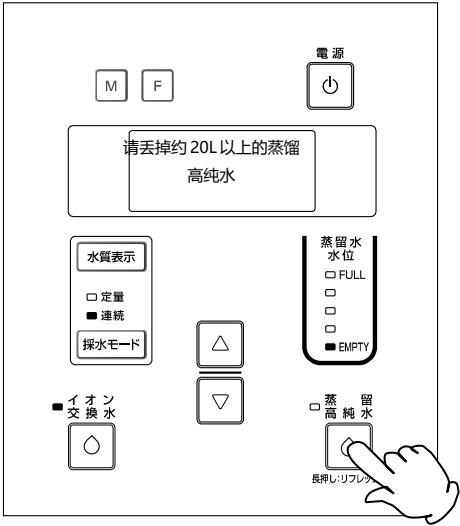 電源
M F
请丢掉约 20L 以上的蒸馏
高纯水
水質表示
定量
連続
採水モード
蒸留水
水位
FULL
EMPTY
イオン
交換水
蒸留
高純水
長押し:リフレッ